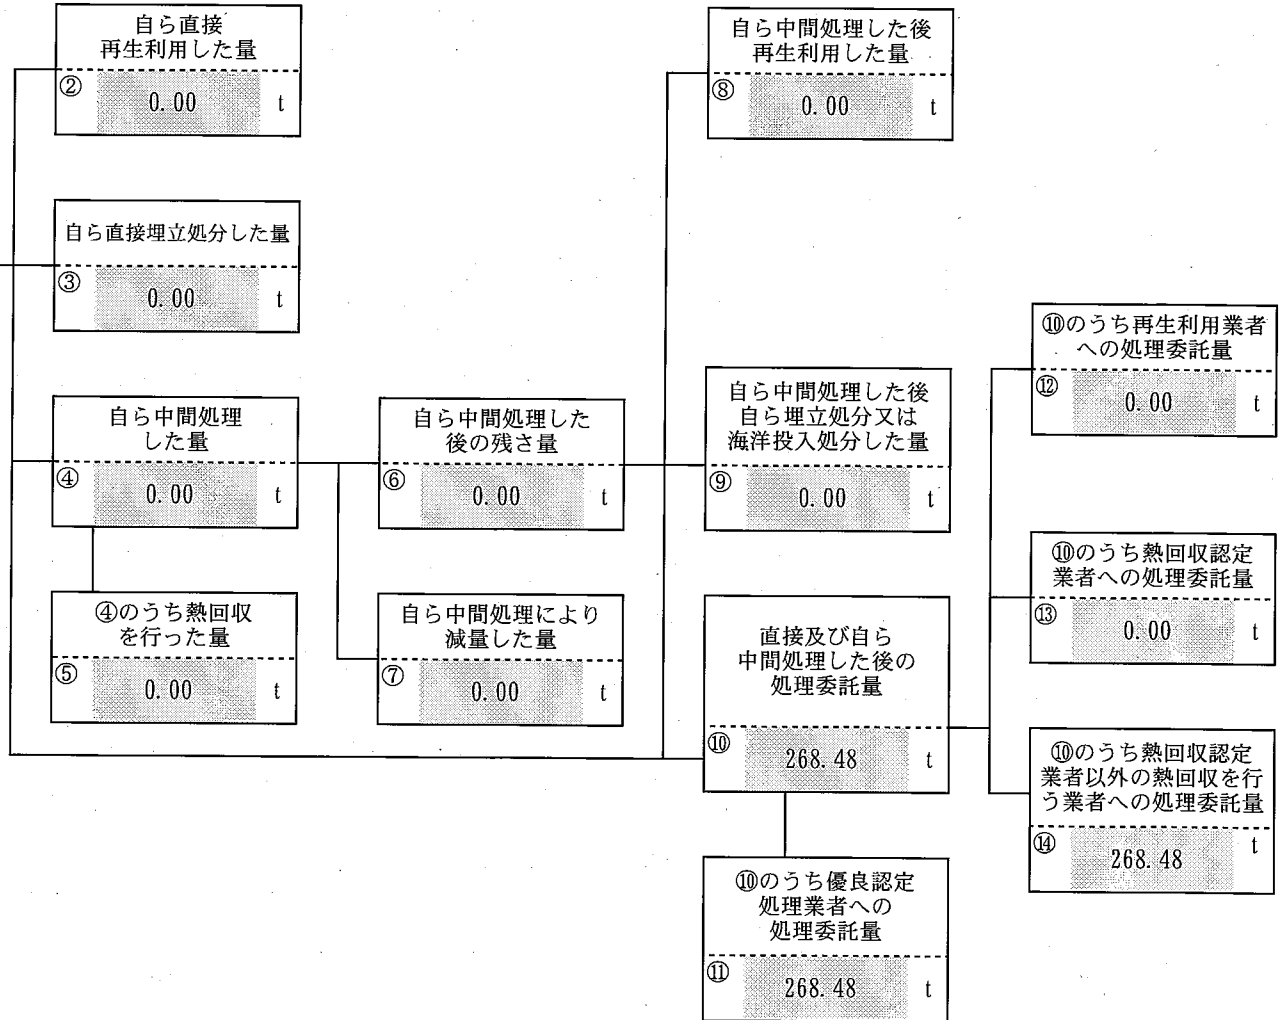 自ら直接
再生利用した量
② 0.00 t
自ら直接埋立処分した量
③ 0.00 t
自ら中間処理
した量
④ 0.00 t
④のうち熱回収
を行った量
⑤ 0.00 t
自ら中間処理した
後の残さ量
⑥ 0.00 t
自ら中間処理により
減量した量
⑦ 0.00 t
自ら中間処理した後
再生利用した量
⑧ 0.00 t
自ら中間処理した後
自ら埋立処分又は
海洋投入処分した量
⑨ 0.00 t
直接及び自ら
中間処理した後の
処理委託量
⑩ 268.48 t
⑩のうち優良認定
処理業者への
処理委託量
⑪ 268.48 t
⑩のうち再生利用業者
への処理委託量
⑫ 0.00 t
⑩のうち熱回収認定
業者への処理委託量
⑬ 0.00 t
⑩のうち熱回収認定
業者以外の熱回収を行
う業者への処理委託量
⑭ 268.48 t